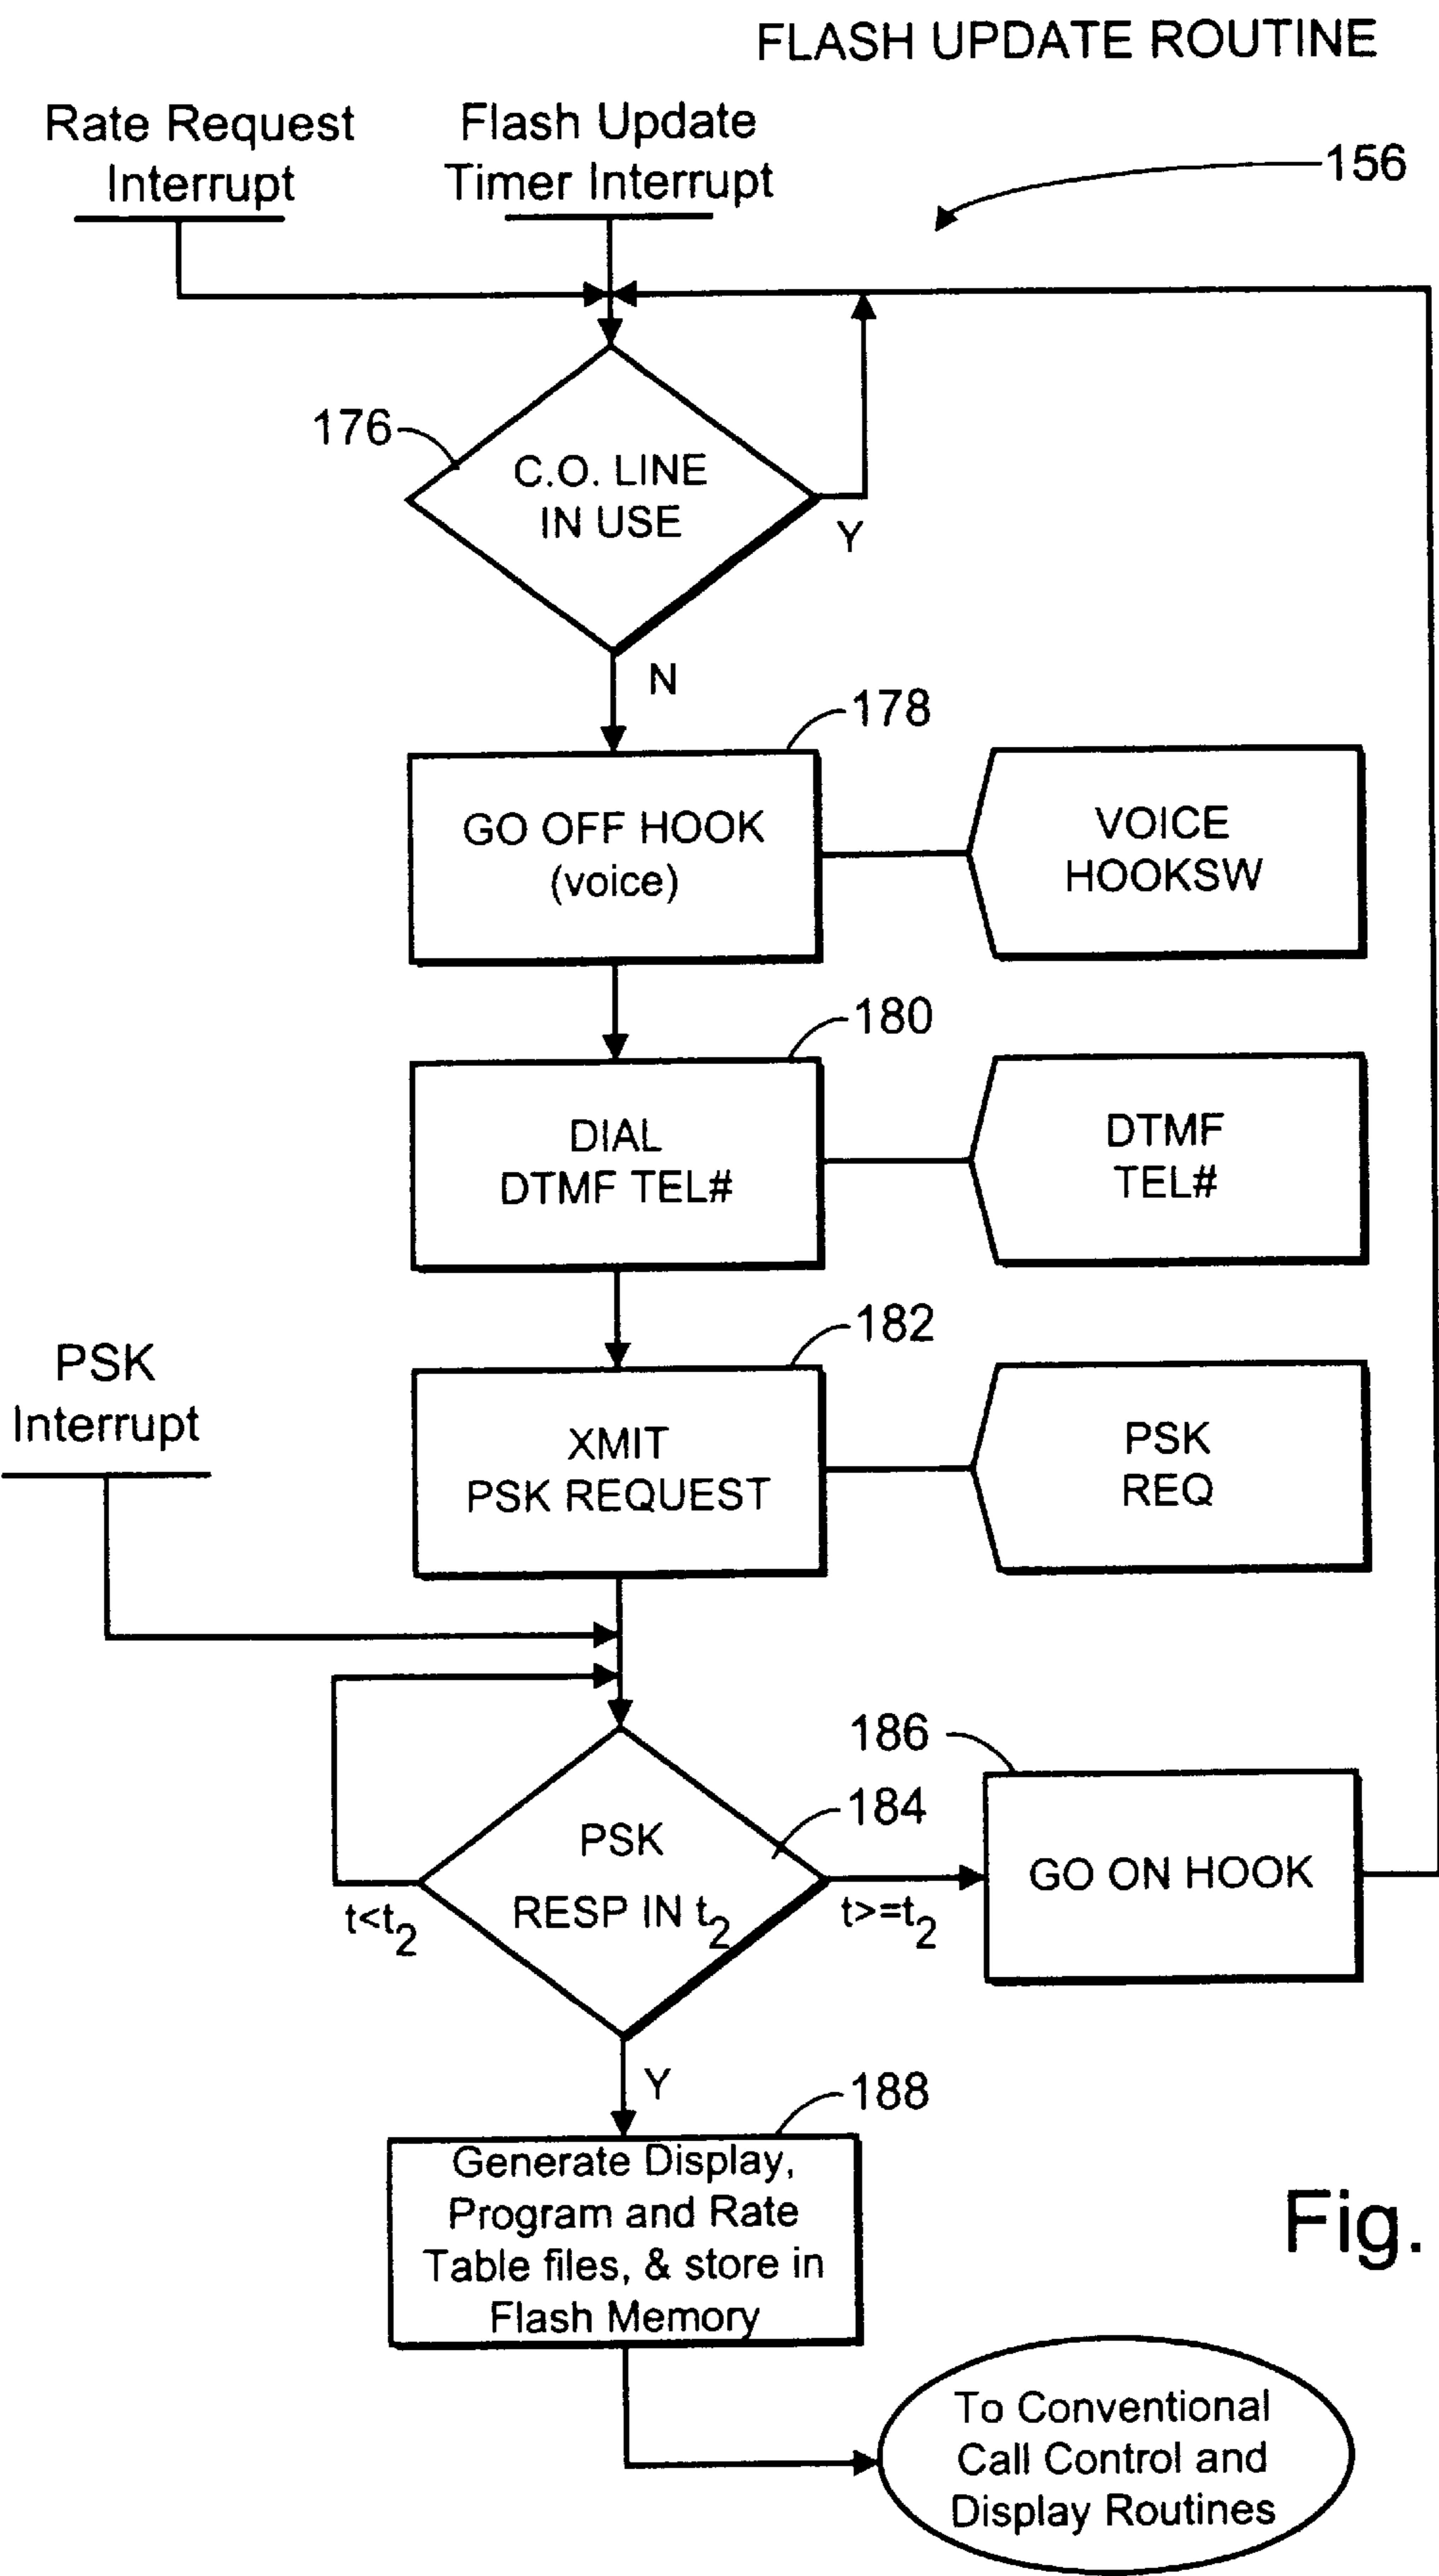 FLASH UPDATE ROUTINE
Rate Request
Interrupt
Flash Update
Timer Interrupt
156
176
C.O. LINE
IN USE
Y
N
178
GO OFF HOOK
(voice)
VOICE
HOOKSW
180
DIAL
DTMF TEL#
DTMF
TEL#
182
PSK
Interrupt
XMIT
PSK REQUEST
PSK
REQ
186
184
PSK
RESP IN t2
t<t2
t>=t2
GO ON HOOK
Y
188
Generate Display,
Program and Rate
Table files, & store in
Flash Memory
Fig.
To Conventional
Call Control and
Display Routines